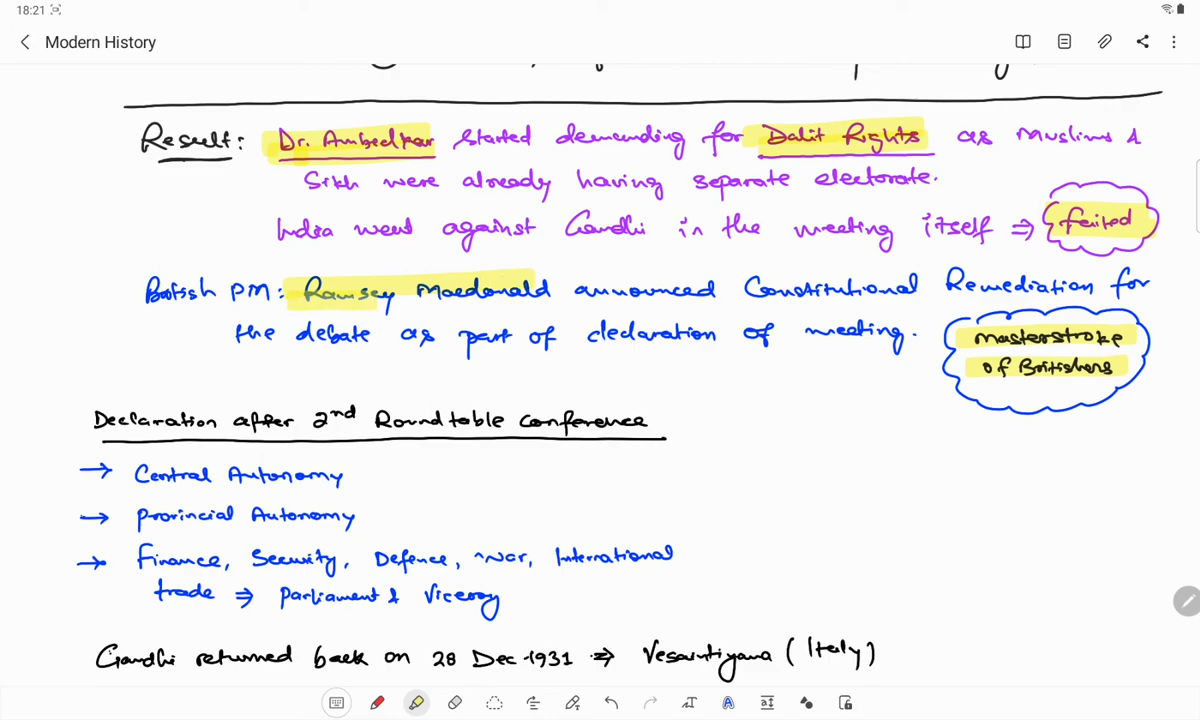 18:21
Modern History
Result: Dr. Ambedkar started demanding for Dalit Rights as Muslims &
Sikh were already having separate electorate.
India went against Gandhi in the meeting itself ⇒ failed
British PM: Ramsey Macdonald announced Constitutional Remediation for
the debate as part of declaration of meeting.
masterstroke
of Britishers
Declaration after 2nd Roundtable Conference
→ Central Autonomy
→ Provincial Autonomy
→ Finance, Security, Defence, War, International
trade ⇒ Parliament & Viceroy
Gandhi returned back on 28 Dec-1931 ⇒ (Italy)